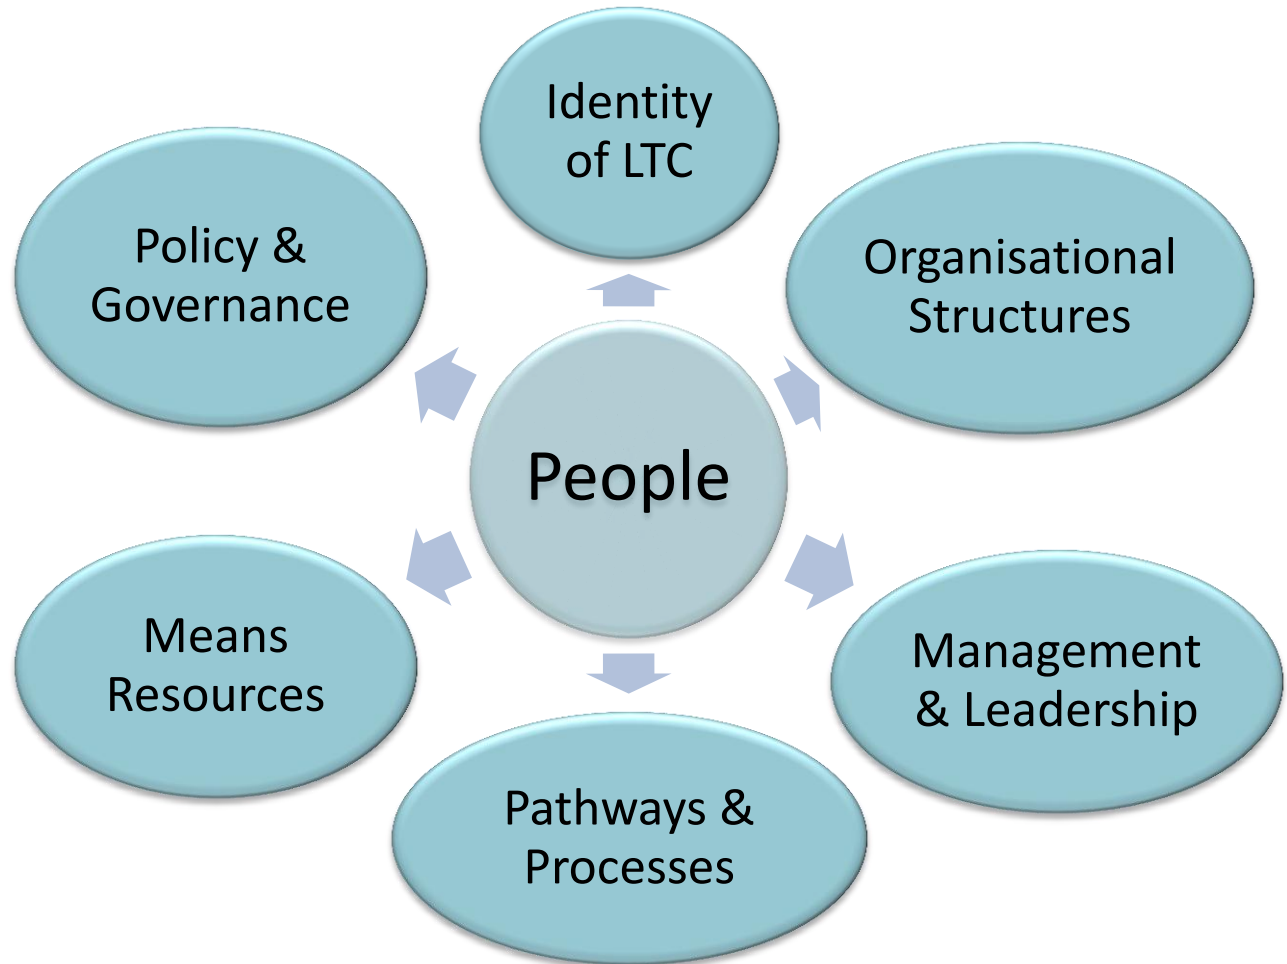 Identity
of LTC
Policy &
Governance
Organisational
Structures
People
Means
Resources
Management
& Leadership
Pathways &
Processes